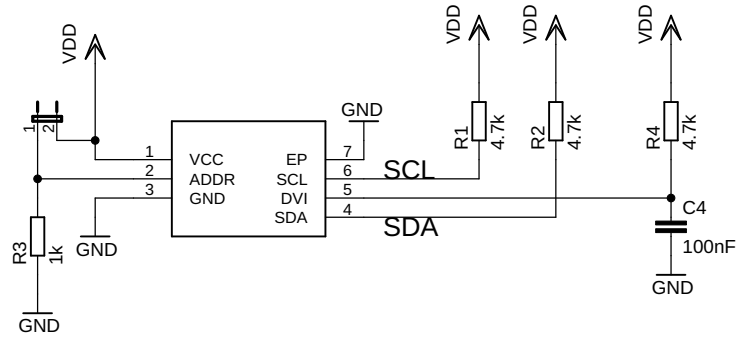 VDD
VDD
VDD
VDD
1
2
GND
R1
4.7k
R2
4.7k
R4
4.7k
1
VCC
EP
7
2
ADDR
SCL
6
SCL
3
GND
DVI
5
SDA
4
SDA
C4
100nF
R3
1k
GND
GND
GND